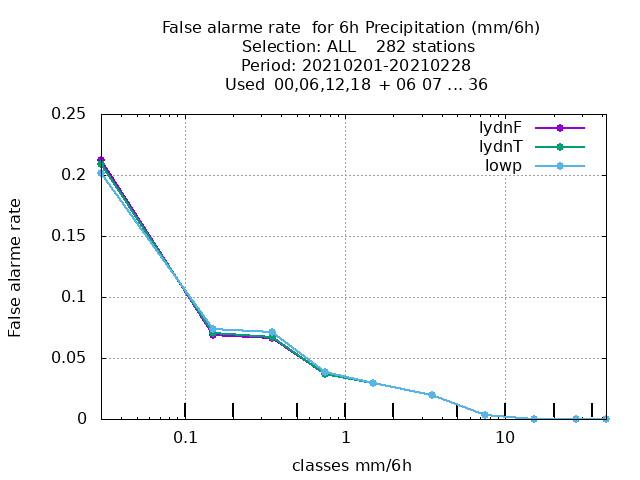 False alarme rate  for 6h Precipitation (mm/6h)
Selection: ALL    282 stations
Period: 20210201-20210228
Used  00,06,12,18  + 06 07 ... 36
lydnF
lydnT
lowp
0.25
0.2
0.15
0.1
0.05
0
False alarme rate
0.1
1
10
classes mm/6h